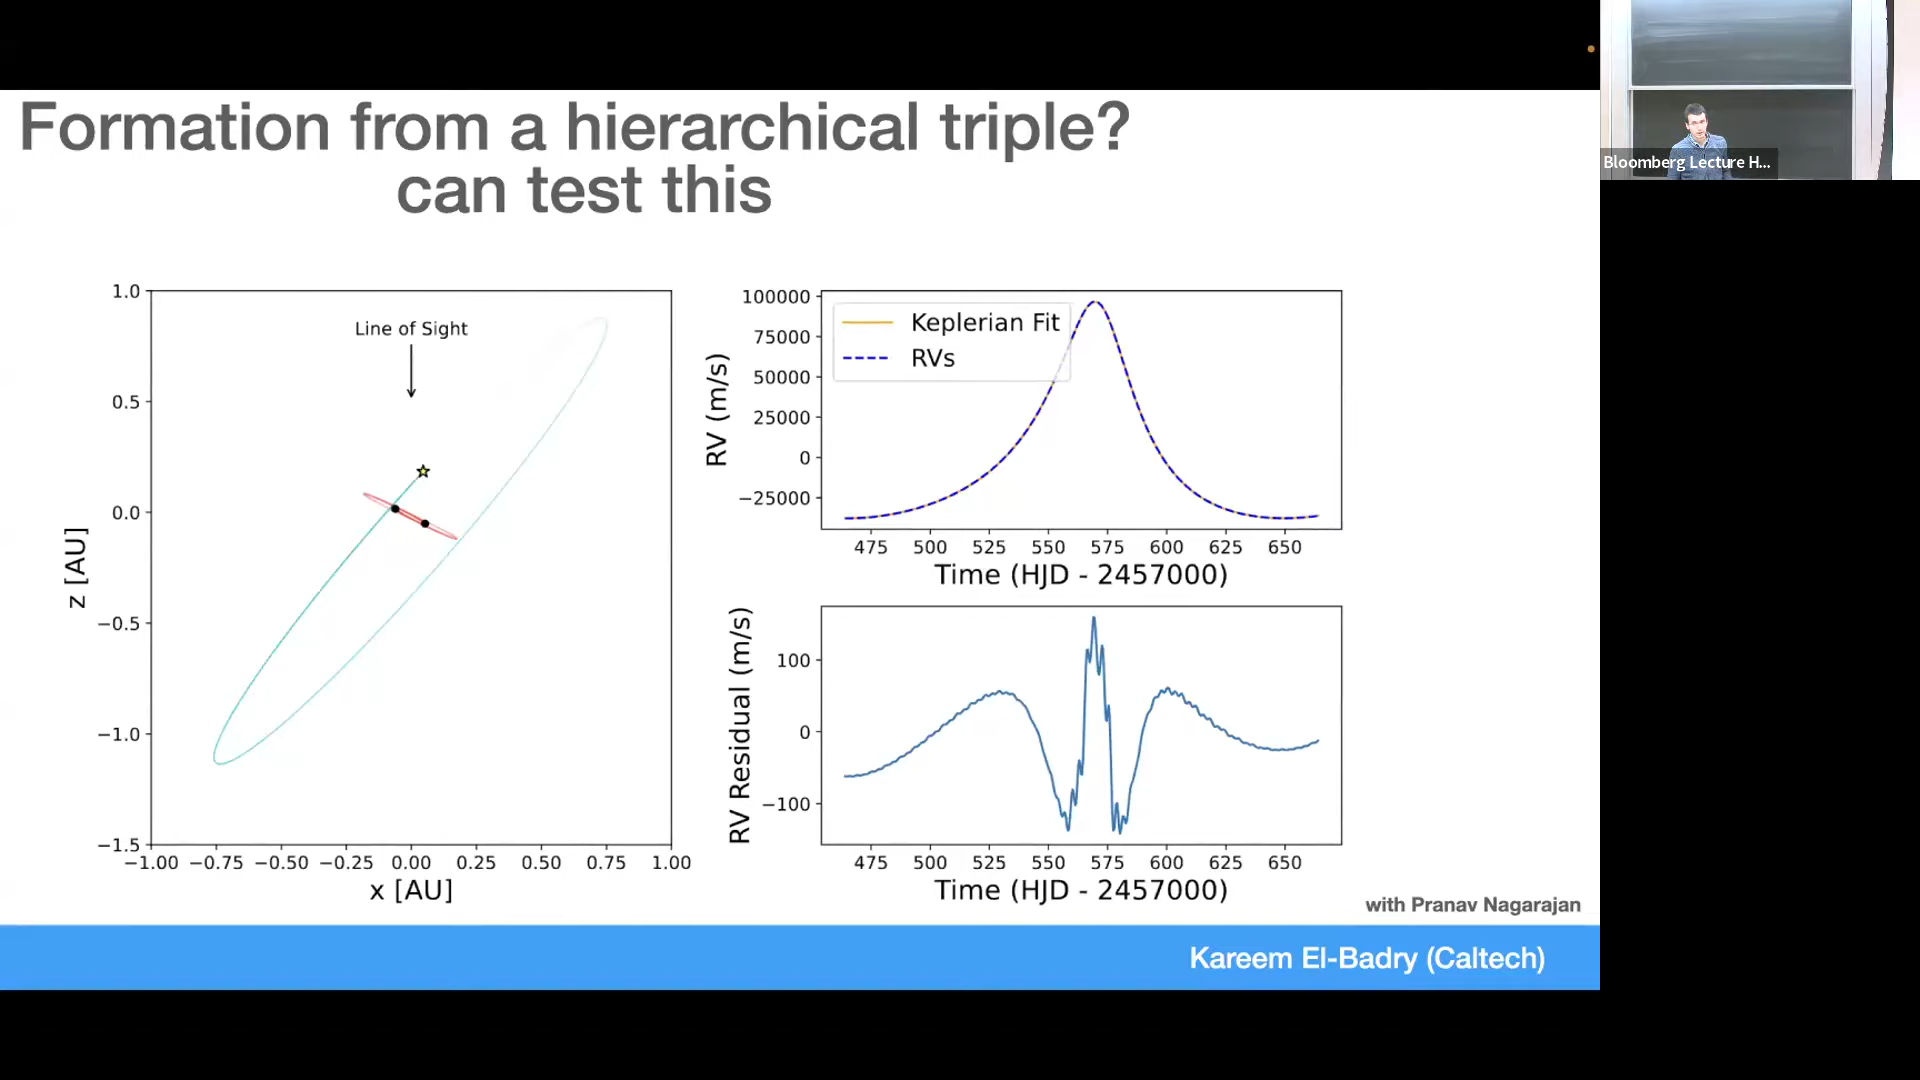 Formation from a hierarchical triple?
can test this
Bloomberg Lecture H...
Line of Sight
1.0
0.5
0.0
−0.5
−1.0
−1.5
z [AU]
−1.00 −0.75 −0.50 −0.25 0.00 0.25 0.50 0.75 1.00
x [AU]
Keplerian Fit
RVs
100000
75000
50000
25000
0
−25000
RV (m/s)
475 500 525 550 575 600 625 650
Time (HJD - 2457000)
100
0
−100
RV Residual (m/s)
475 500 525 550 575 600 625 650
Time (HJD - 2457000)
with Pranav Nagarajan
Kareem El-Badry (Caltech)